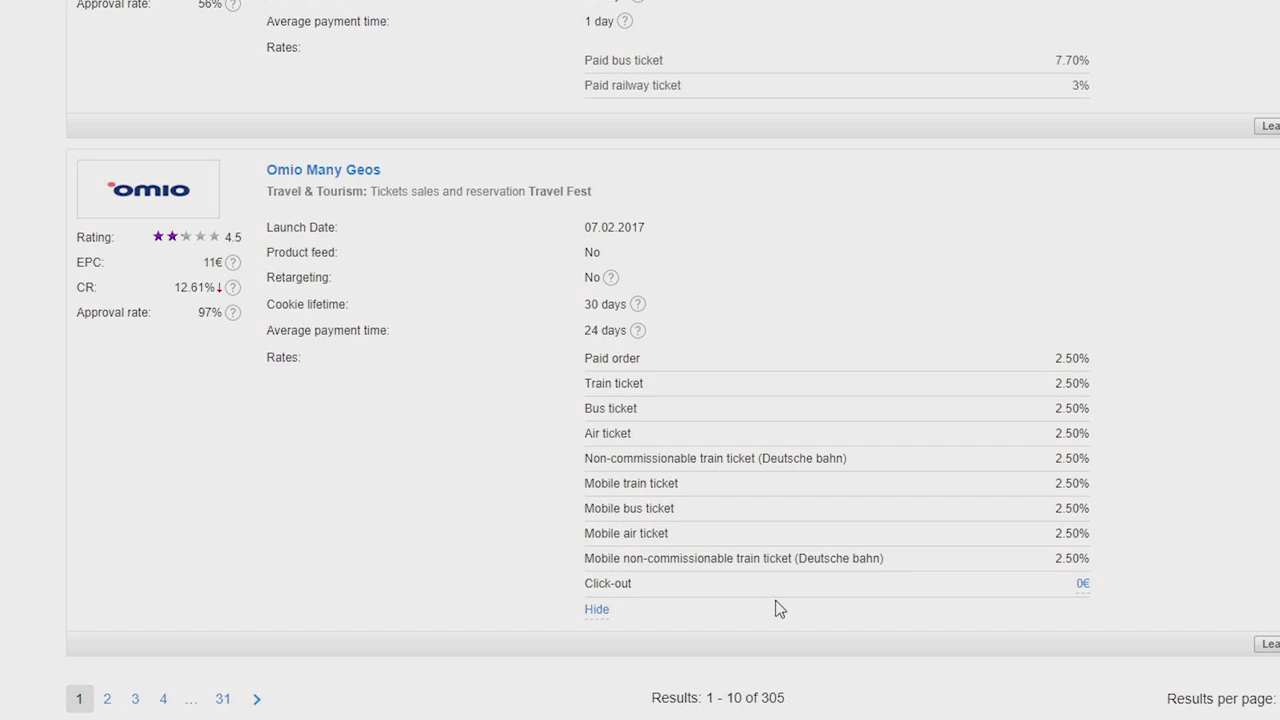 Approval rate: 56% ?
Average payment time: 1 day ?
Rates:
Paid bus ticket 7.70%
Paid railway ticket 3%
Lea
omio
Omio Many Geos
Travel & Tourism: Tickets sales and reservation Travel Fest
Rating: 4.5
EPC: 11€ ?
CR: 12.61%↓ ?
Approval rate: 97% ?
Launch Date: 07.02.2017
Product feed: No
Retargeting: No ?
Cookie lifetime: 30 days ?
Average payment time: 24 days ?
Rates:
Paid order 2.50%
Train ticket 2.50%
Bus ticket 2.50%
Air ticket 2.50%
Non-commissionable train ticket (Deutsche bahn) 2.50%
Mobile train ticket 2.50%
Mobile bus ticket 2.50%
Mobile air ticket 2.50%
Mobile non-commissionable train ticket (Deutsche bahn) 2.50%
Click-out 0€
Hide
Lea
1 2 3 4 ... 31 >
Results: 1 - 10 of 305
Results per page: